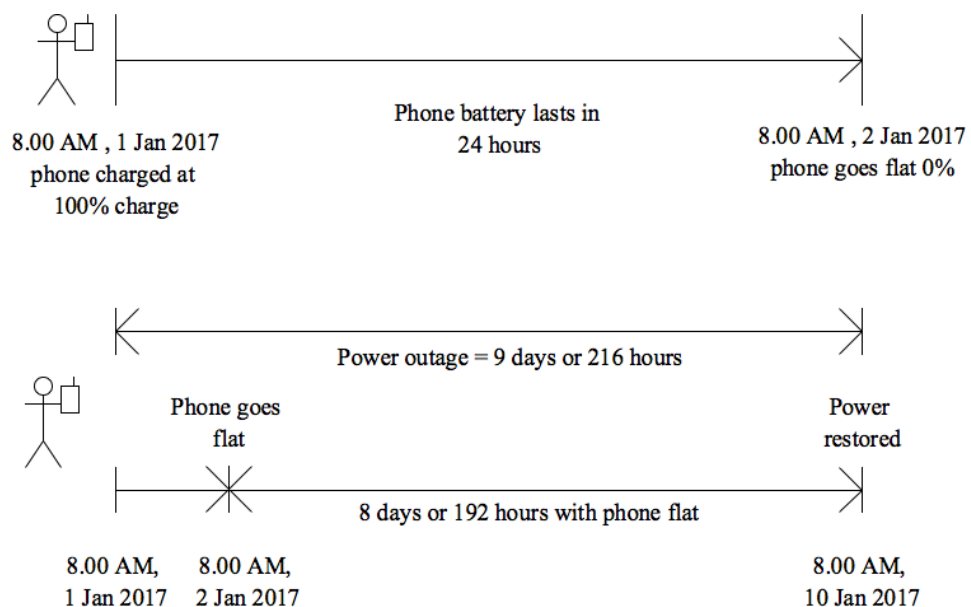 Phone battery lasts in
24 hours
8.00 AM , 1 Jan 2017
phone charged at
100% charge
8.00 AM , 2 Jan 2017
phone goes flat 0%
Power outage = 9 days or 216 hours
Phone goes
flat
Power
restored
8 days or 192 hours with phone flat
8.00 AM,
1 Jan 2017
8.00 AM,
2 Jan 2017
8.00 AM,
10 Jan 2017